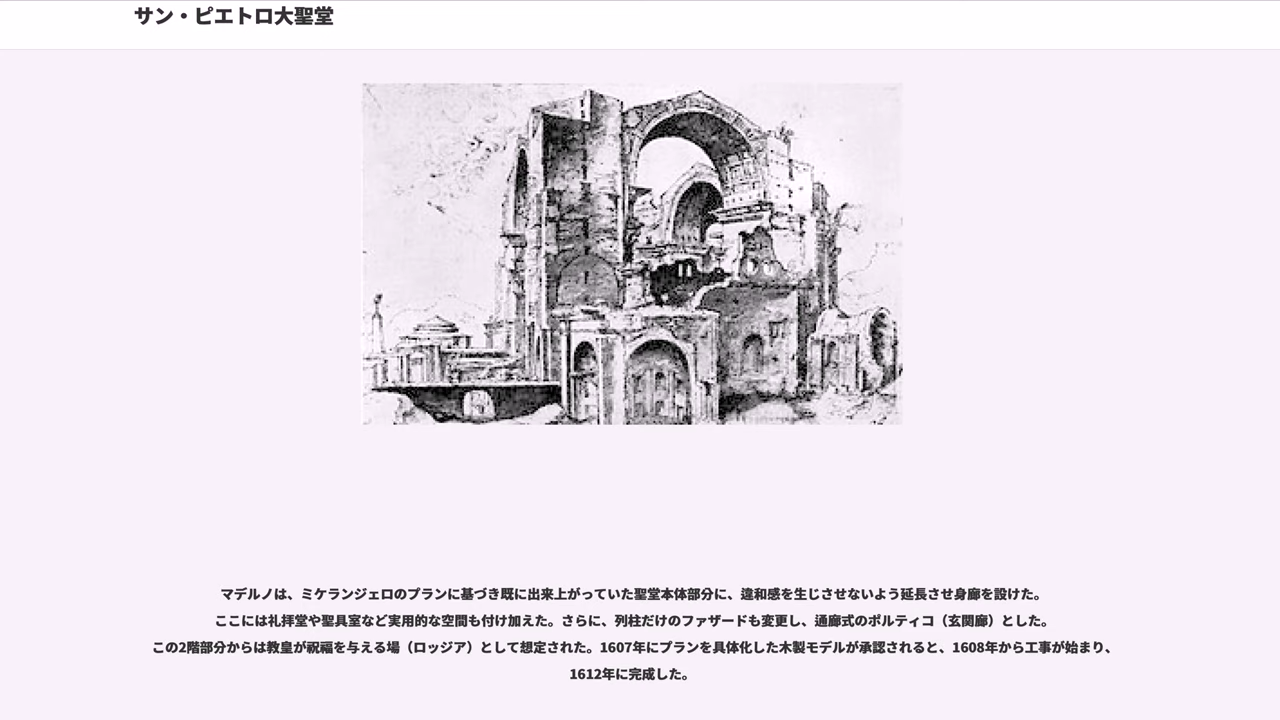 サン・ピエトロ大聖堂
マデルノは、ミケランジェロのプランに基づき既に出来上がっていた聖堂本体部分に、違和感を生じさせないよう延長させ身廊を設けた。
ここには礼拝堂や聖具室など実用的な空間も付け加えた。さらに、列柱だけのファザードも変更し、通廊式のポルティコ（玄関廊）とした。
この2階部分からは教皇が祝福を与える場（ロッジア）として想定された。1607年にプランを具体化した木製モデルが承認されると、1608年から工事が始まり、
1612年に完成した。